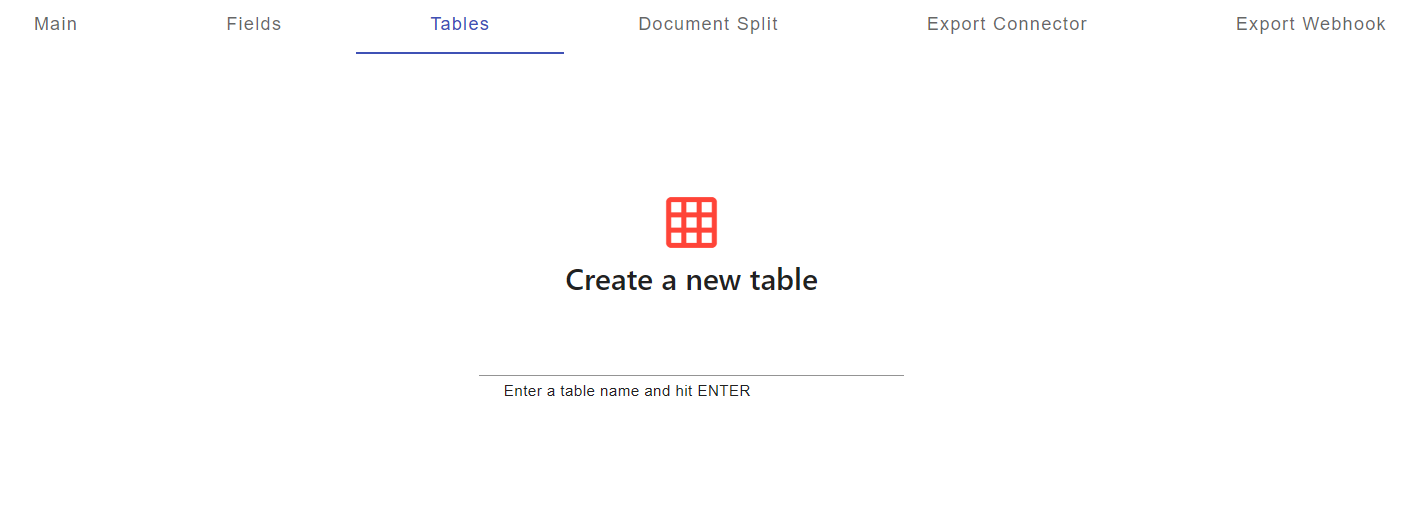 Main Fields Tables Document Split Export Connector Export Webhook
Create a new table
Enter a table name and hit ENTER